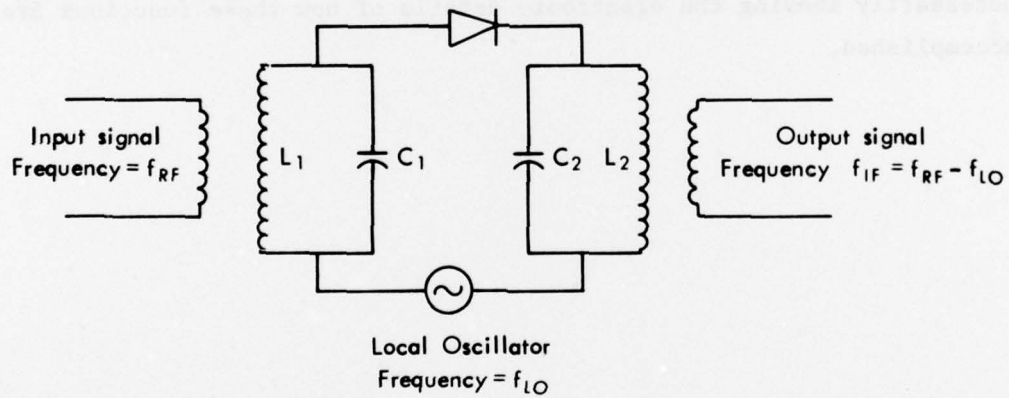 Input signal
Frequency = f_RF
L₁
C₁
C₂
L₂
Output signal
Frequency f_IF = f_RF – f_LO
Local Oscillator
Frequency = f_LO